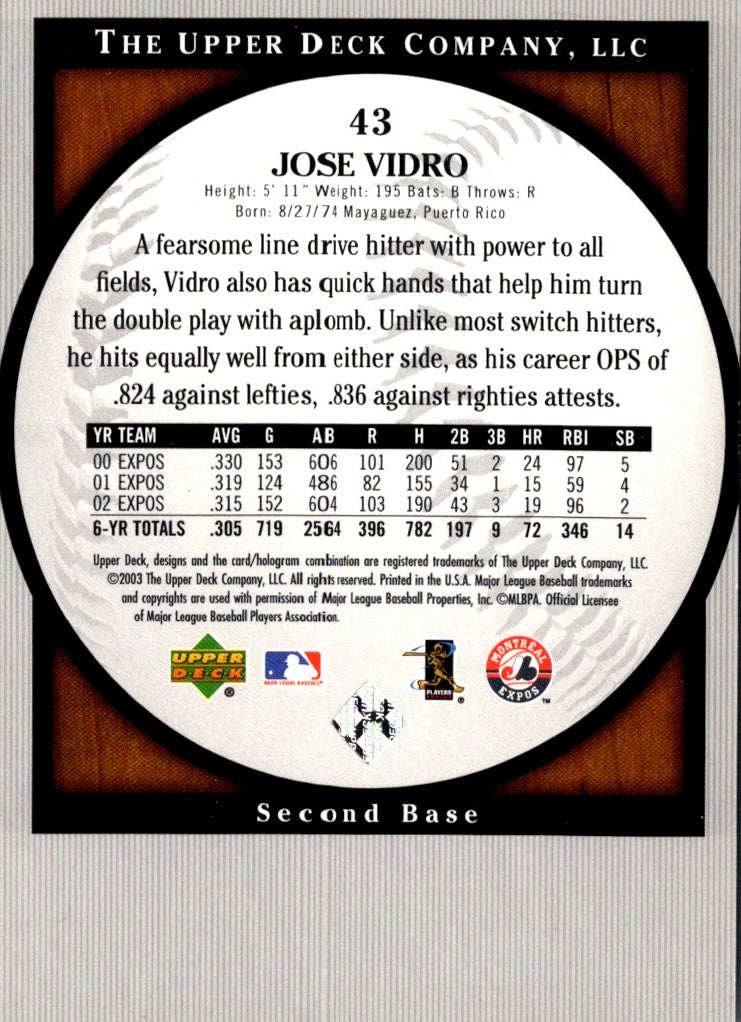 THE UPPER DECK COMPANY, LLC
43
JOSE VIDRO
Height: 5' 11" Weight: 195 Bats: B Throws: R
Born: 8/27/74 Mayaguez, Puerto Rico
A fearsome line drive hitter with power to all
fields, Vidro also has quick hands that help him turn
the double play with aplomb. Unlike most switch hitters,
he hits equally well from either side, as his career OPS of
.824 against lefties, .836 against righties attests.
YR TEAM AVG G AB R H 2B 3B HR RBI SB
00 EXPOS .330 153 606 101 200 51 2 24 97 5
01 EXPOS .319 124 486 82 155 34 1 15 59 4
02 EXPOS .315 152 604 103 190 43 3 19 96 2
6-YR TOTALS .305 719 2564 396 782 197 9 72 346 14
Upper Deck, designs and the card/hologram combination are registered trademarks of The Upper Deck Company, LLC.
©2003 The Upper Deck Company, LLC. All rights reserved. Printed in the U.S.A. Major League Baseball trademarks
and copyrights are used with permission of Major League Baseball Properties, Inc. ©MLBPA. Official Licensee
of Major League Baseball Players Association.
UPPER DECK ®
MAJOR LEAGUE BASEBALL
PLAYERS ®
MONTRÉAL EXPOS ™
Second Base